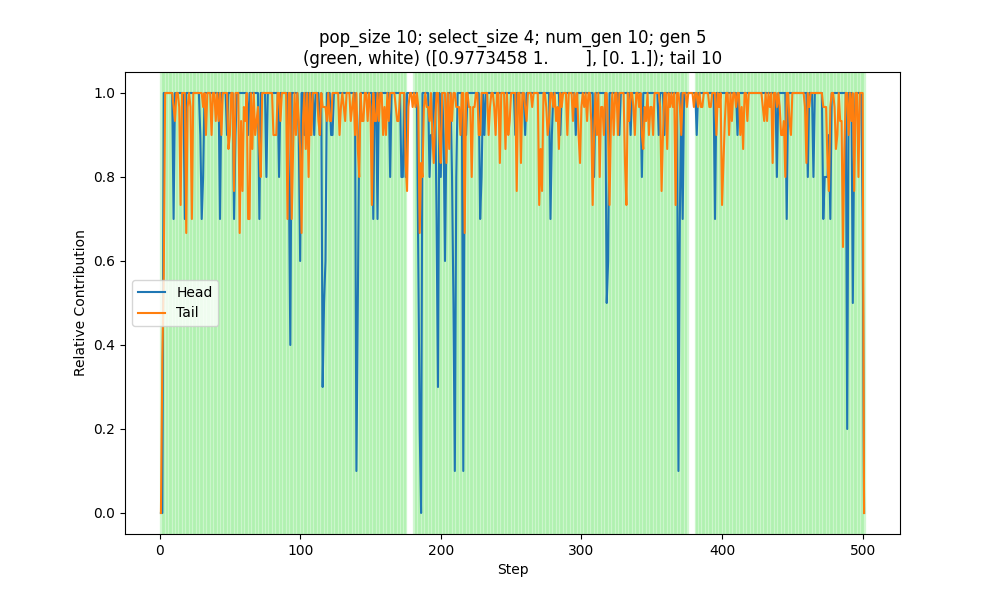 pop_size 10; select_size 4; num_gen 10; gen 5
(green, white) ([0.9773458 1.       ], [0. 1.]); tail 10
1.0
0.8
0.6
0.4
0.2
0.0
Relative Contribution
Head
Tail
0 100 200 300 400 500
Step